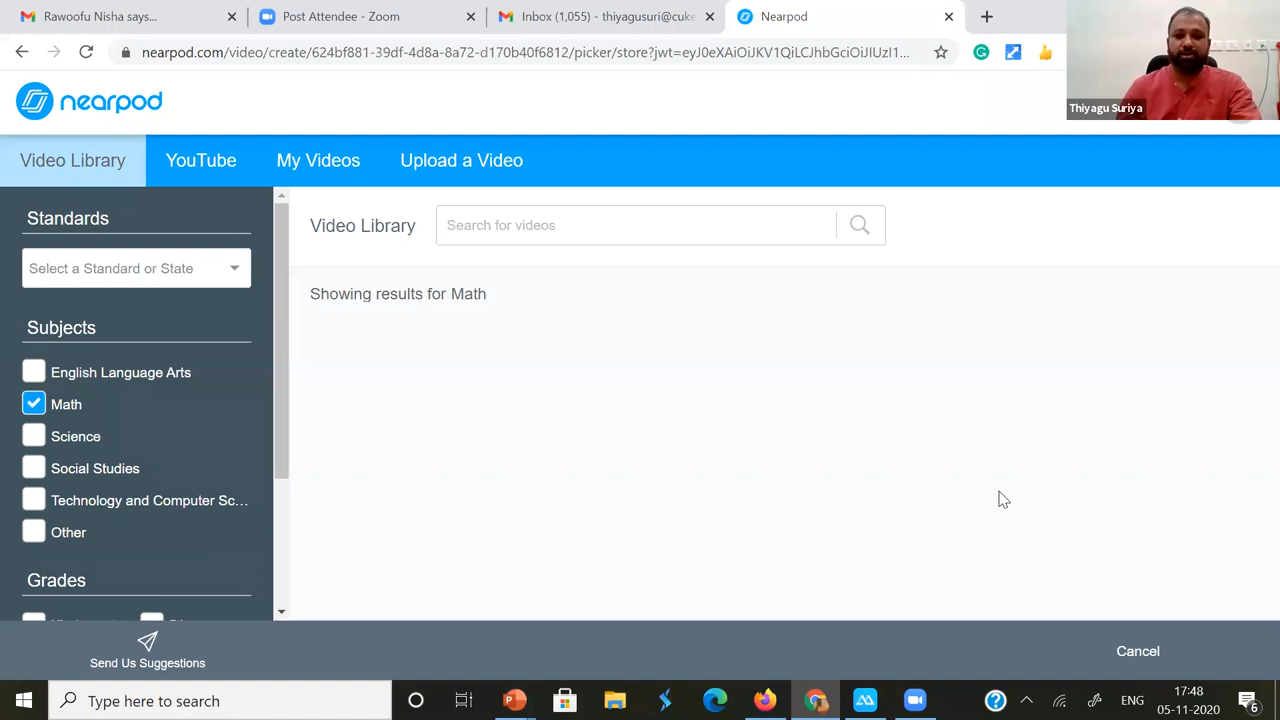 Rawoofu Nisha says...
Post Attendee - Zoom
Inbox (1,055) - thiyagusuri@cuke
Nearpod
nearpod.com/video/create/624bf881-39df-4d8a-8a72-d170b40f6812/picker/store?jwt=eyJ0eXAiOiJKV1QiLCJhbGciOiJIUzI1...
Thiyagu Suriya
nearpod
Video Library
YouTube
My Videos
Upload a Video
Standards
Select a Standard or State
Subjects
English Language Arts
Math
Science
Social Studies
Technology and Computer Sc...
Other
Grades
Video Library
Search for videos
Showing results for Math
Send Us Suggestions
Cancel
Type here to search
ENG
17:48
05-11-2020
6